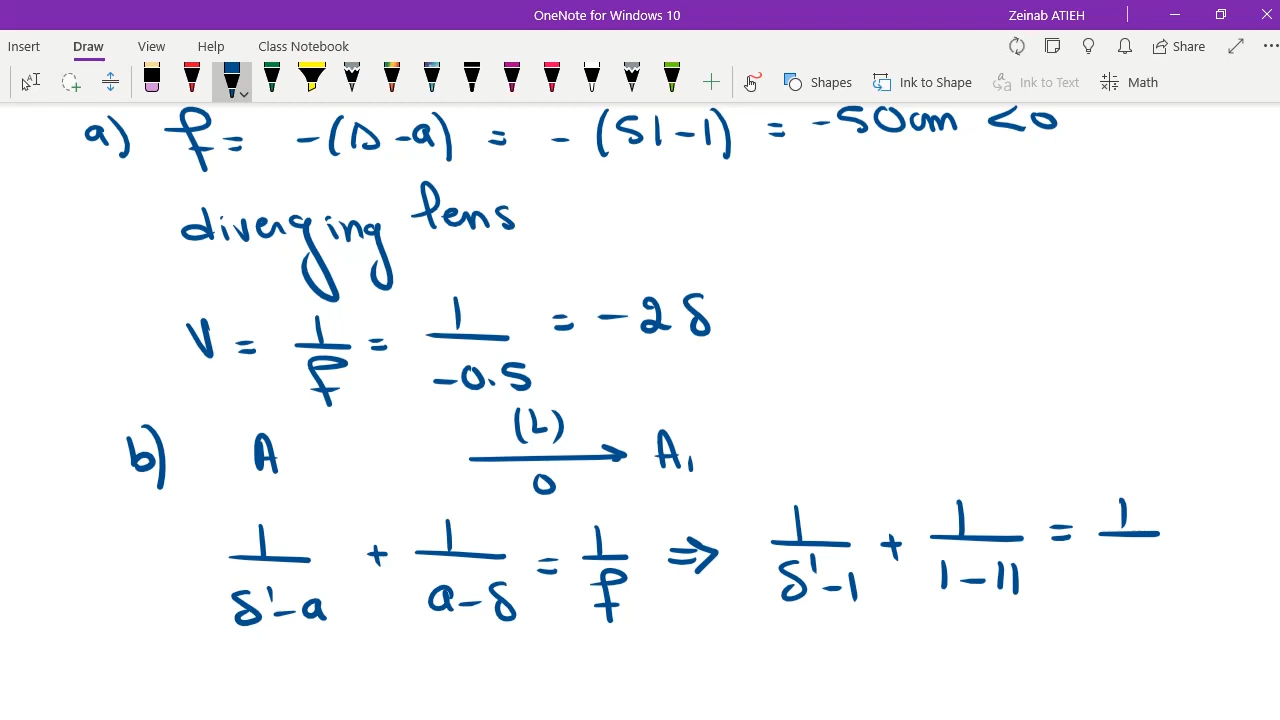 OneNote for Windows 10 Zeinab ATIEH
Insert Draw View Help Class Notebook Share
Shapes Ink to Shape Ink to Text Math
a) f = -(D-a) = -(51-1) = -50cm <0
diverging lens
V = 1/f = 1/-0.5 = -2δ
b) A (L) → O A₁
1/δ'-a + 1/a-δ = 1/f ⇒ 1/δ'-1 + 1/1-11 = 1/